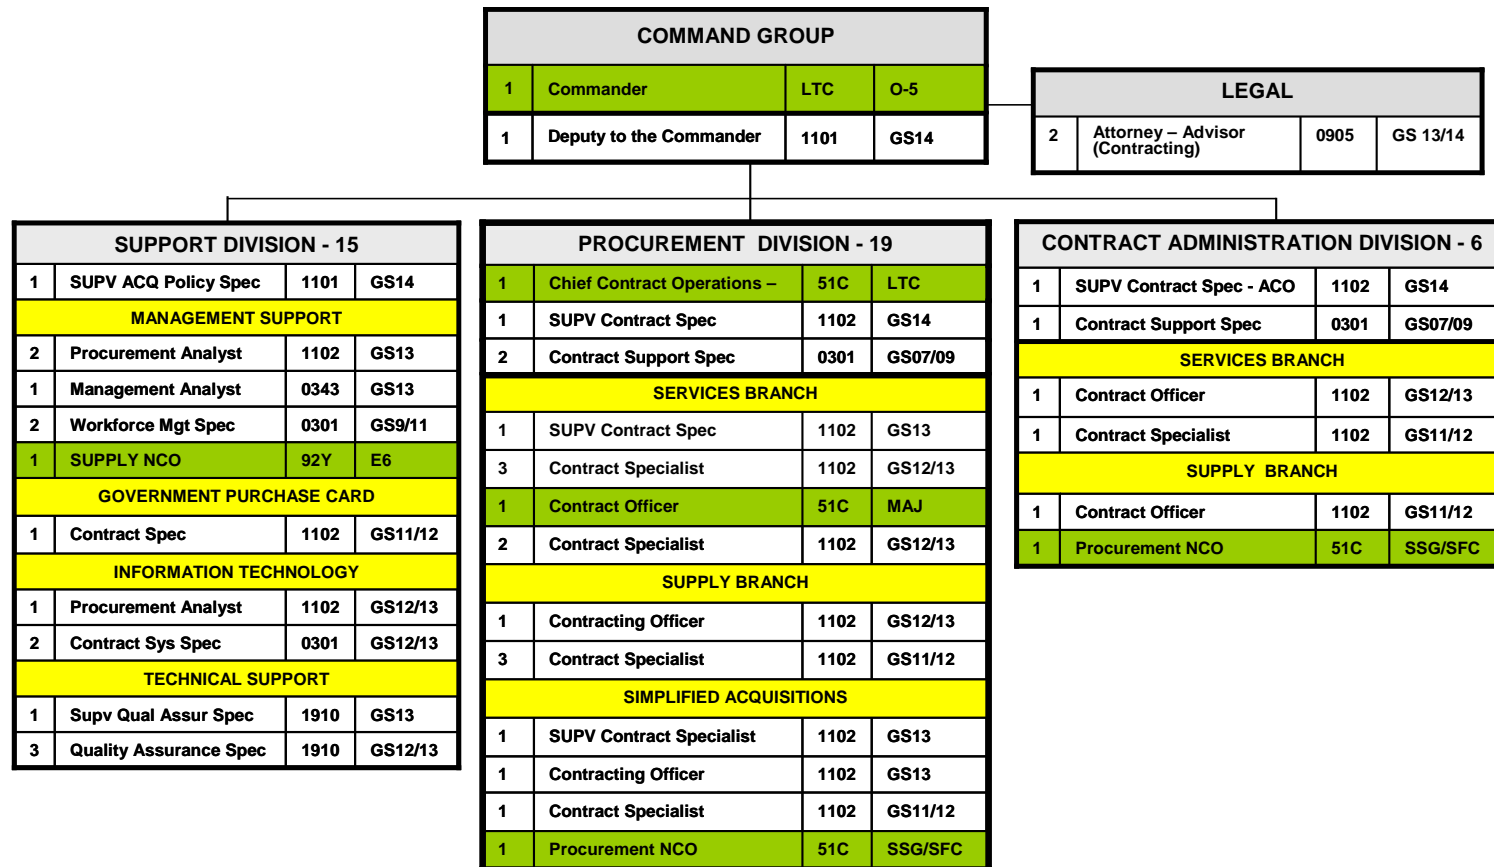 COMMAND GROUP
1 Commander LTC O-5
1 Deputy to the Commander 1101 GS14
LEGAL
2 Attorney – Advisor 0905 GS 13/14
(Contracting)
SUPPORT DIVISION - 15
1 SUPV ACQ Policy Spec 1101 GS14
MANAGEMENT SUPPORT
2 Procurement Analyst 1102 GS13
1 Management Analyst 0343 GS13
2 Workforce Mgt Spec 0301 GS9/11
1 SUPPLY NCO 92Y E6
GOVERNMENT PURCHASE CARD
1 Contract Spec 1102 GS11/12
INFORMATION TECHNOLOGY
1 Procurement Analyst 1102 GS12/13
2 Contract Sys Spec 0301 GS12/13
TECHNICAL SUPPORT
1 Supv Qual Assur Spec 1910 GS13
3 Quality Assurance Spec 1910 GS12/13
PROCUREMENT DIVISION - 19
1 Chief Contract Operations – 51C LTC
1 SUPV Contract Spec 1102 GS14
2 Contract Support Spec 0301 GS07/09
SERVICES BRANCH
1 SUPV Contract Spec 1102 GS13
3 Contract Specialist 1102 GS12/13
1 Contract Officer 51C MAJ
2 Contract Specialist 1102 GS12/13
SUPPLY BRANCH
1 Contracting Officer 1102 GS12/13
3 Contract Specialist 1102 GS11/12
SIMPLIFIED ACQUISITIONS
1 SUPV Contract Specialist 1102 GS13
1 Contracting Officer 1102 GS13
1 Contract Specialist 1102 GS11/12
1 Procurement NCO 51C SSG/SFC
CONTRACT ADMINISTRATION DIVISION - 6
1 SUPV Contract Spec - ACO 1102 GS14
1 Contract Support Spec 0301 GS07/09
SERVICES BRANCH
1 Contract Officer 1102 GS12/13
1 Contract Specialist 1102 GS11/12
SUPPLY BRANCH
1 Contract Officer 1102 GS11/12
1 Procurement NCO 51C SSG/SFC